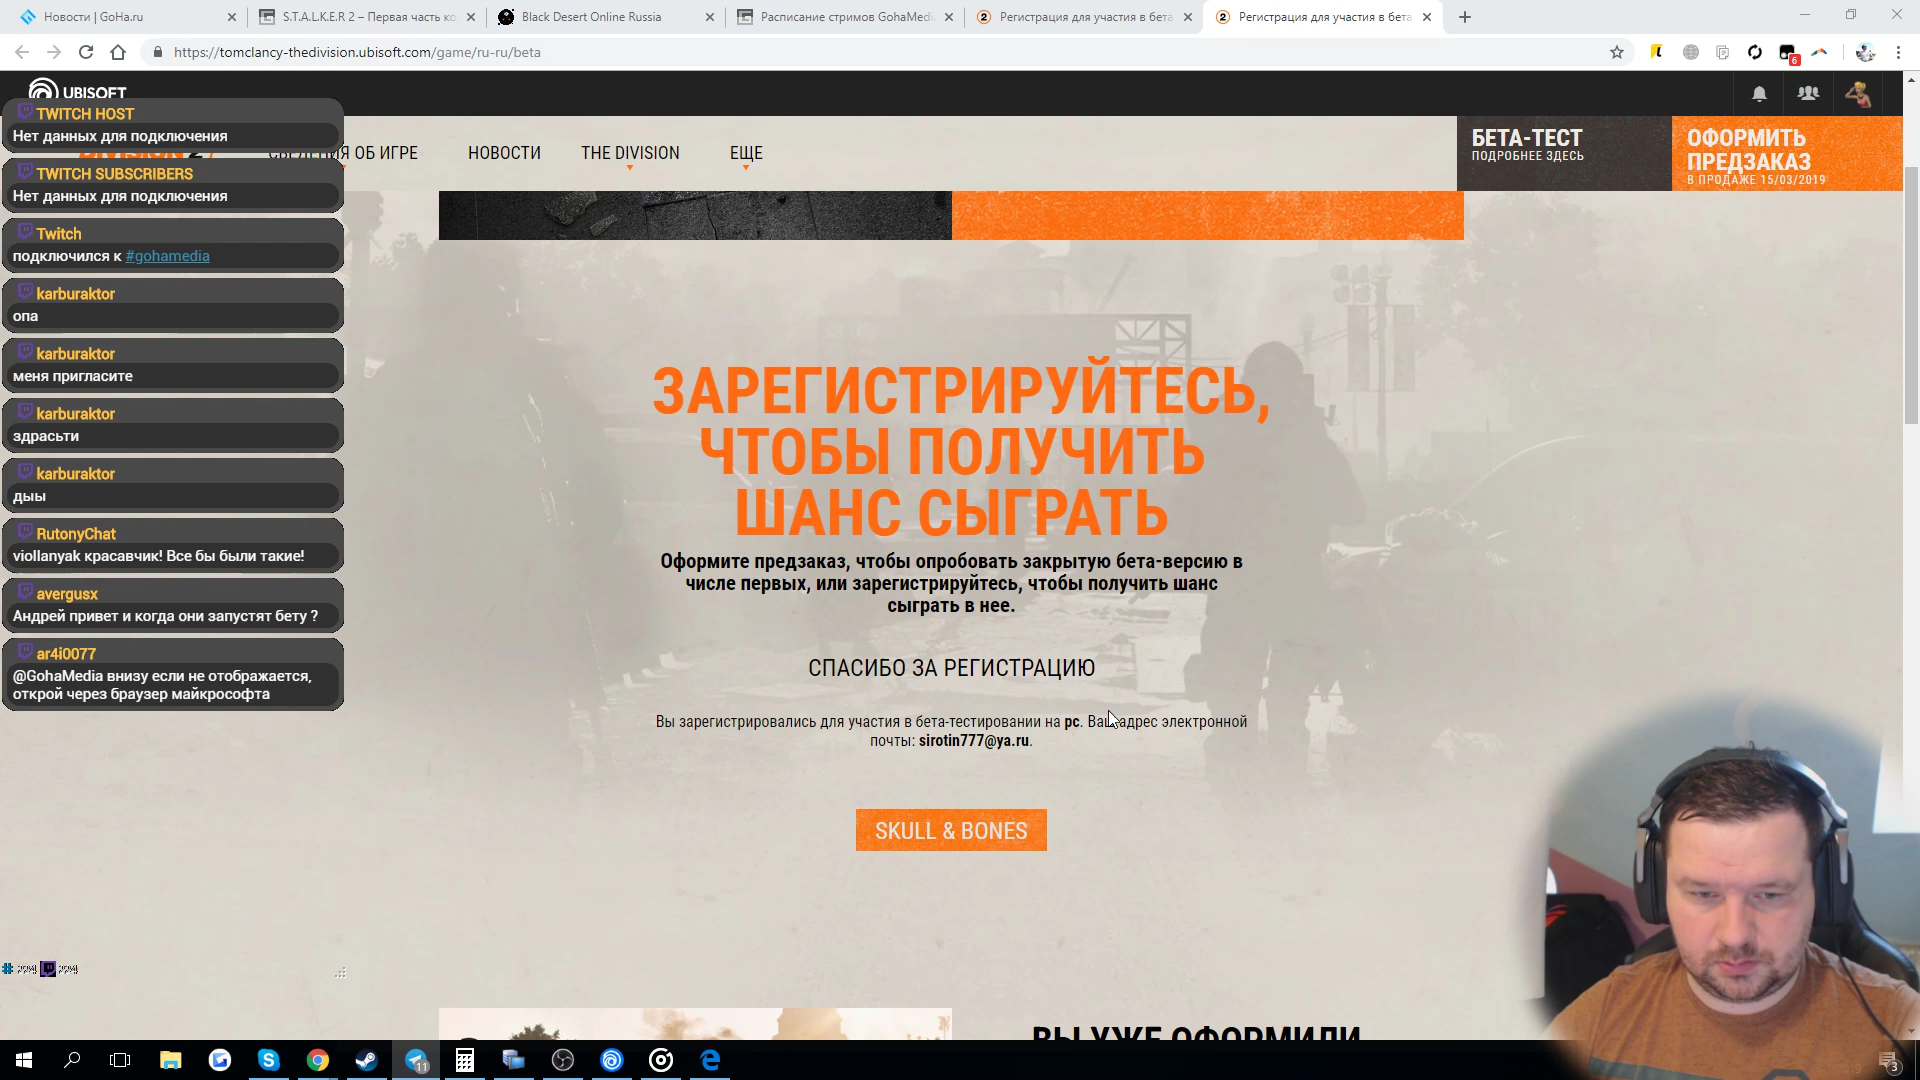 Новости | GoHa.ru
S.T.A.L.K.E.R 2 – Первая часть ко
Black Desert Online Russia
Расписание стримов GohaMedi
Регистрация для участия в бета
Регистрация для участия в бета
https://tomclancy-thedivision.ubisoft.com/game/ru-ru/beta
6
UBISOFT
СВЕДЕНИЯ ОБ ИГРЕ
НОВОСТИ
THE DIVISION
ЕЩЕ
БЕТА-ТЕСТ
ПОДРОБНЕЕ ЗДЕСЬ
ОФОРМИТЬ
ПРЕДЗАКАЗ
В ПРОДАЖЕ 15/03/2019
TWITCH HOST
Нет данных для подключения
TWITCH SUBSCRIBERS
Нет данных для подключения
Twitch
подключился к #gohamedia
karburaktor
опа
karburaktor
меня пригласите
karburaktor
здрасьти
karburaktor
дыы
RutonyChat
viollanyak красавчик! Все бы были такие!
avergusx
Андрей привет и когда они запустят бету ?
ar4i0077
@GohaMedia внизу если не отображается,
открой через браузер майкрософта
ЗАРЕГИСТРИРУЙТЕСЬ,
ЧТОБЫ ПОЛУЧИТЬ
ШАНС СЫГРАТЬ
Оформите предзаказ, чтобы опробовать закрытую бета-версию в
числе первых, или зарегистрируйтесь, чтобы получить шанс
сыграть в нее.
СПАСИБО ЗА РЕГИСТРАЦИЮ
Вы зарегистрировались для участия в бета-тестировании на pc. Ваш адрес электронной
почты: sirotin777@ya.ru.
SKULL & BONES
ВЫ УЖЕ ОФОРМИЛИ
11
3